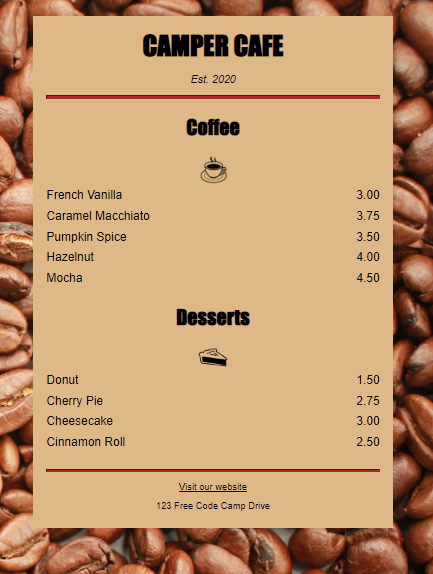 CAMPER CAFE
Est. 2020
Coffee
French Vanilla 3.00
Caramel Macchiato 3.75
Pumpkin Spice 3.50
Hazelnut 4.00
Mocha 4.50
Desserts
Donut 1.50
Cherry Pie 2.75
Cheesecake 3.00
Cinnamon Roll 2.50
Visit our website
123 Free Code Camp Drive